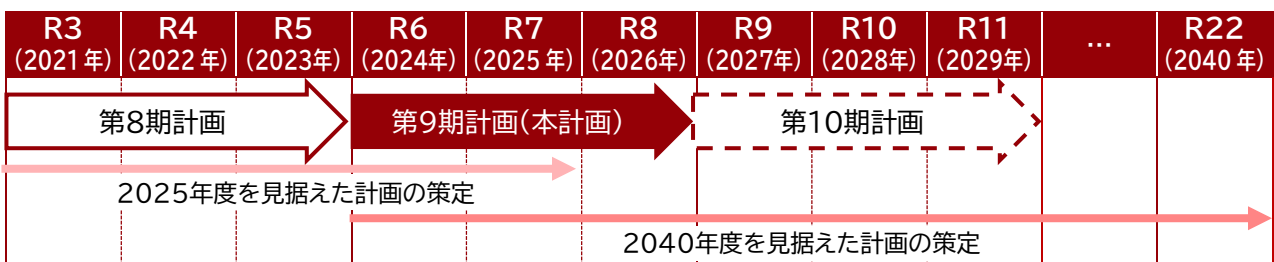 R3 R4 R5 R6 R7 R8 R9 R10 R11 … R22
(2021年) (2022年) (2023年) (2024年) (2025年) (2026年) (2027年) (2028年) (2029年) (2040年)
第8期計画 第9期計画(本計画) 第10期計画
2025年度を見据えた計画の策定
2040年度を見据えた計画の策定